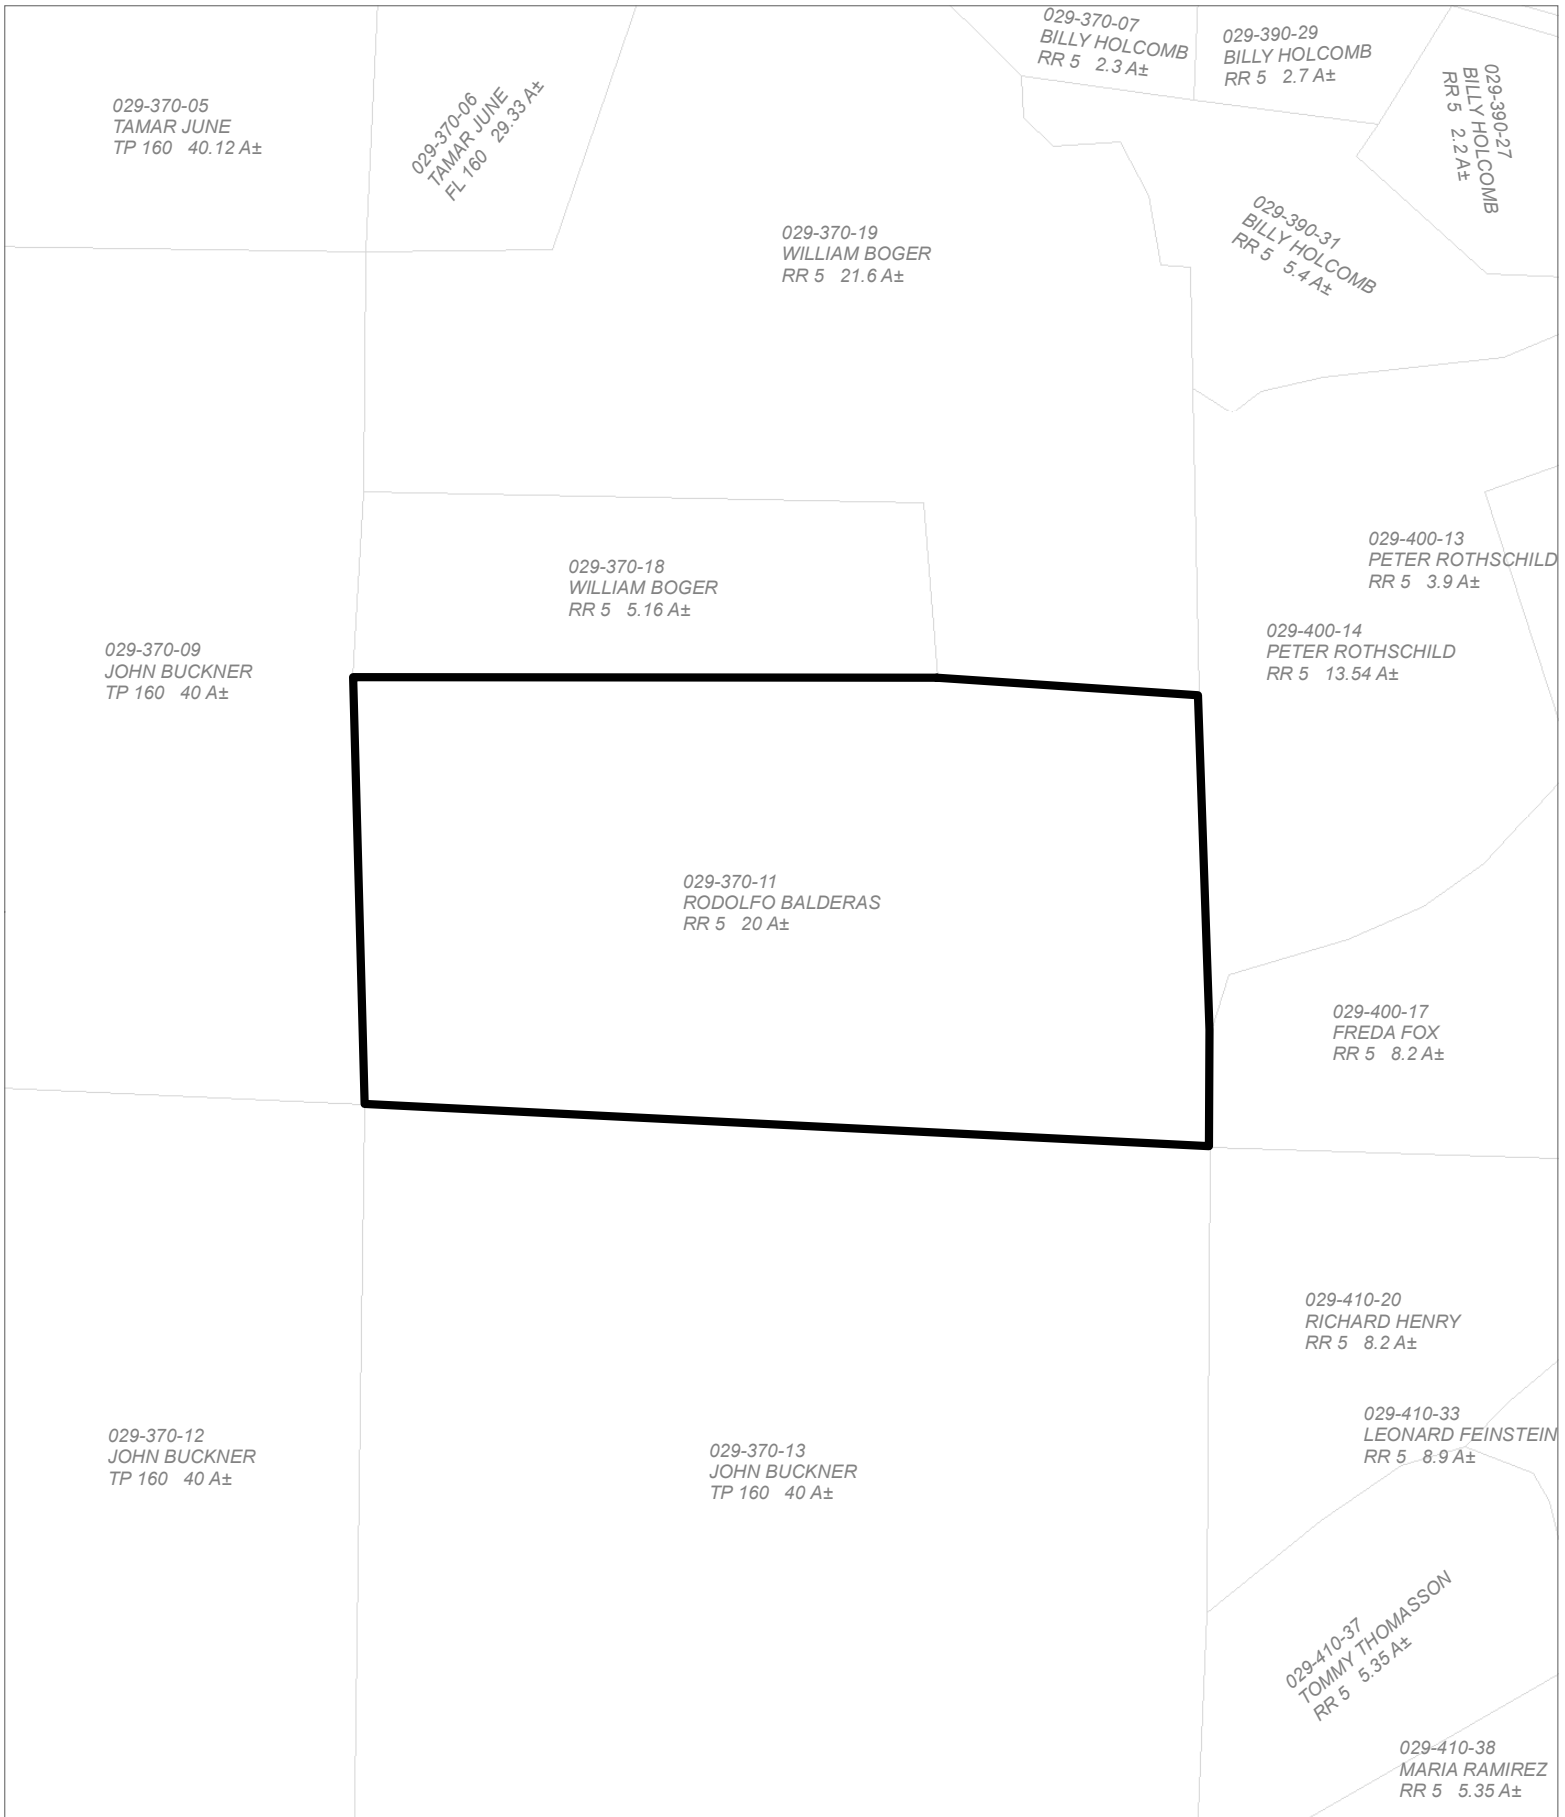 029-370-07
BILLY HOLCOMB
RR 5 2.3 A±
029-390-29
BILLY HOLCOMB
RR 5 2.7 A±
029-390-27
BILLY HOLCOMB
RR 5 2.2 A±
029-370-05
TAMAR JUNE
TP 160 40.12 A±
029-370-06
TAMAR JUNE
FL 160 29.33 A±
029-370-19
WILLIAM BOGER
RR 5 21.6 A±
029-390-31
BILLY HOLCOMB
RR 5 5.4 A±
029-400-13
PETER ROTHSCHILD
RR 5 3.9 A±
029-370-18
WILLIAM BOGER
RR 5 5.16 A±
029-400-14
PETER ROTHSCHILD
RR 5 13.54 A±
029-370-09
JOHN BUCKNER
TP 160 40 A±
029-370-11
RODOLFO BALDERAS
RR 5 20 A±
029-400-17
FREDA FOX
RR 5 8.2 A±
029-410-20
RICHARD HENRY
RR 5 8.2 A±
029-410-33
LEONARD FEINSTEIN
RR 5 8.9 A±
029-370-12
JOHN BUCKNER
TP 160 40 A±
029-370-13
JOHN BUCKNER
TP 160 40 A±
029-410-37
TOMMY THOMASSON
RR 5 5.35 A±
029-410-38
MARIA RAMIREZ
RR 5 5.35 A±